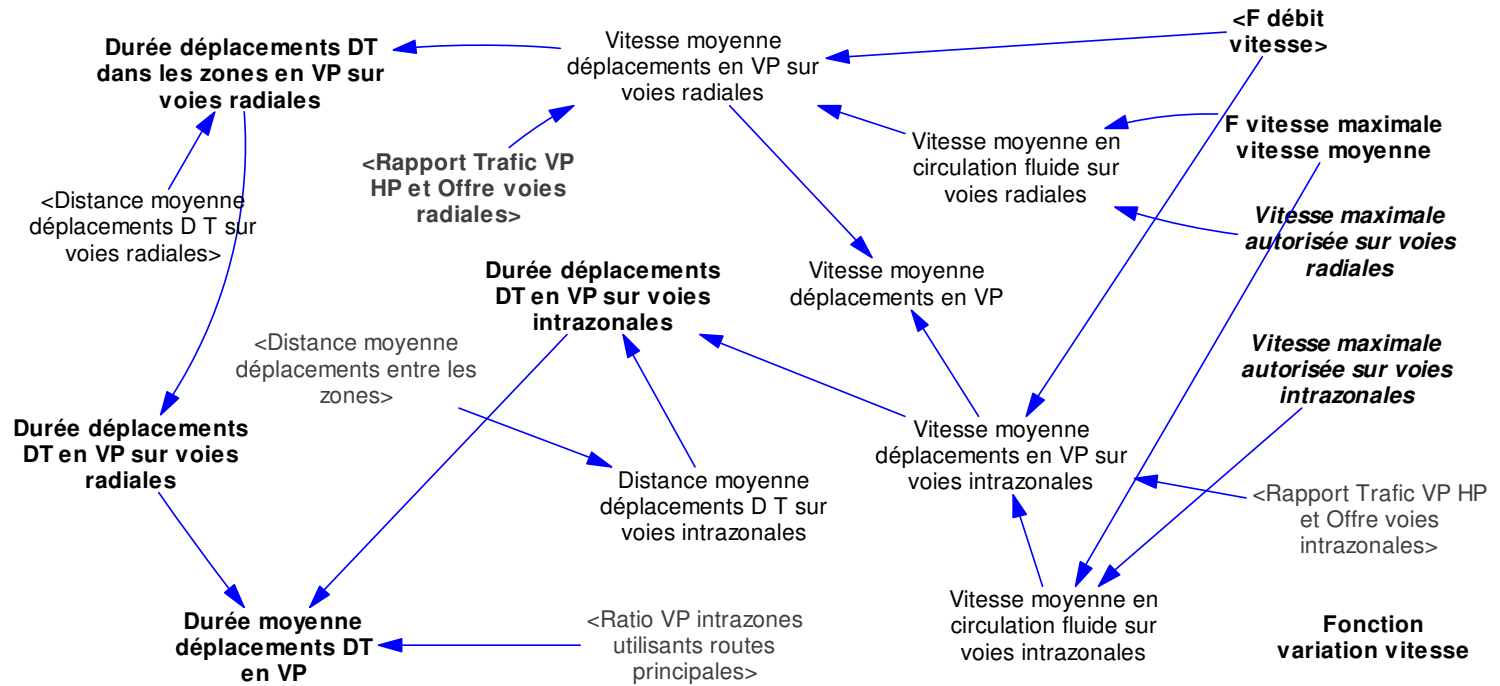 Durée déplacements DT
dans les zones en VP sur
voies radiales
Vitesse moyenne
déplacements en VP sur
voies radiales
<F débit
vitesse>
F vitesse maximale
vitesse moyenne
Vitesse moyenne en
circulation fluide sur
voies radiales
<Rapport Trafic VP
HP et Offre voies
radiales>
<Distance moyenne
déplacements D T sur
voies radiales>
Vitesse maximale
autorisée sur voies
radiales
Durée déplacements
DT en VP sur voies
intrazonales
Vitesse moyenne
déplacements en VP
<Distance moyenne
déplacements entre les
zones>
Vitesse maximale
autorisée sur voies
intrazonales
Durée déplacements
DT en VP sur voies
radiales
Vitesse moyenne
déplacements en VP sur
voies intrazonales
Distance moyenne
déplacements D T sur
voies intrazonales
<Rapport Trafic VP HP
et Offre voies
intrazonales>
Durée moyenne
déplacements DT
en VP
<Ratio VP intrazones
utilisants routes
principales>
Vitesse moyenne en
circulation fluide sur
voies intrazonales
Fonction
variation vitesse